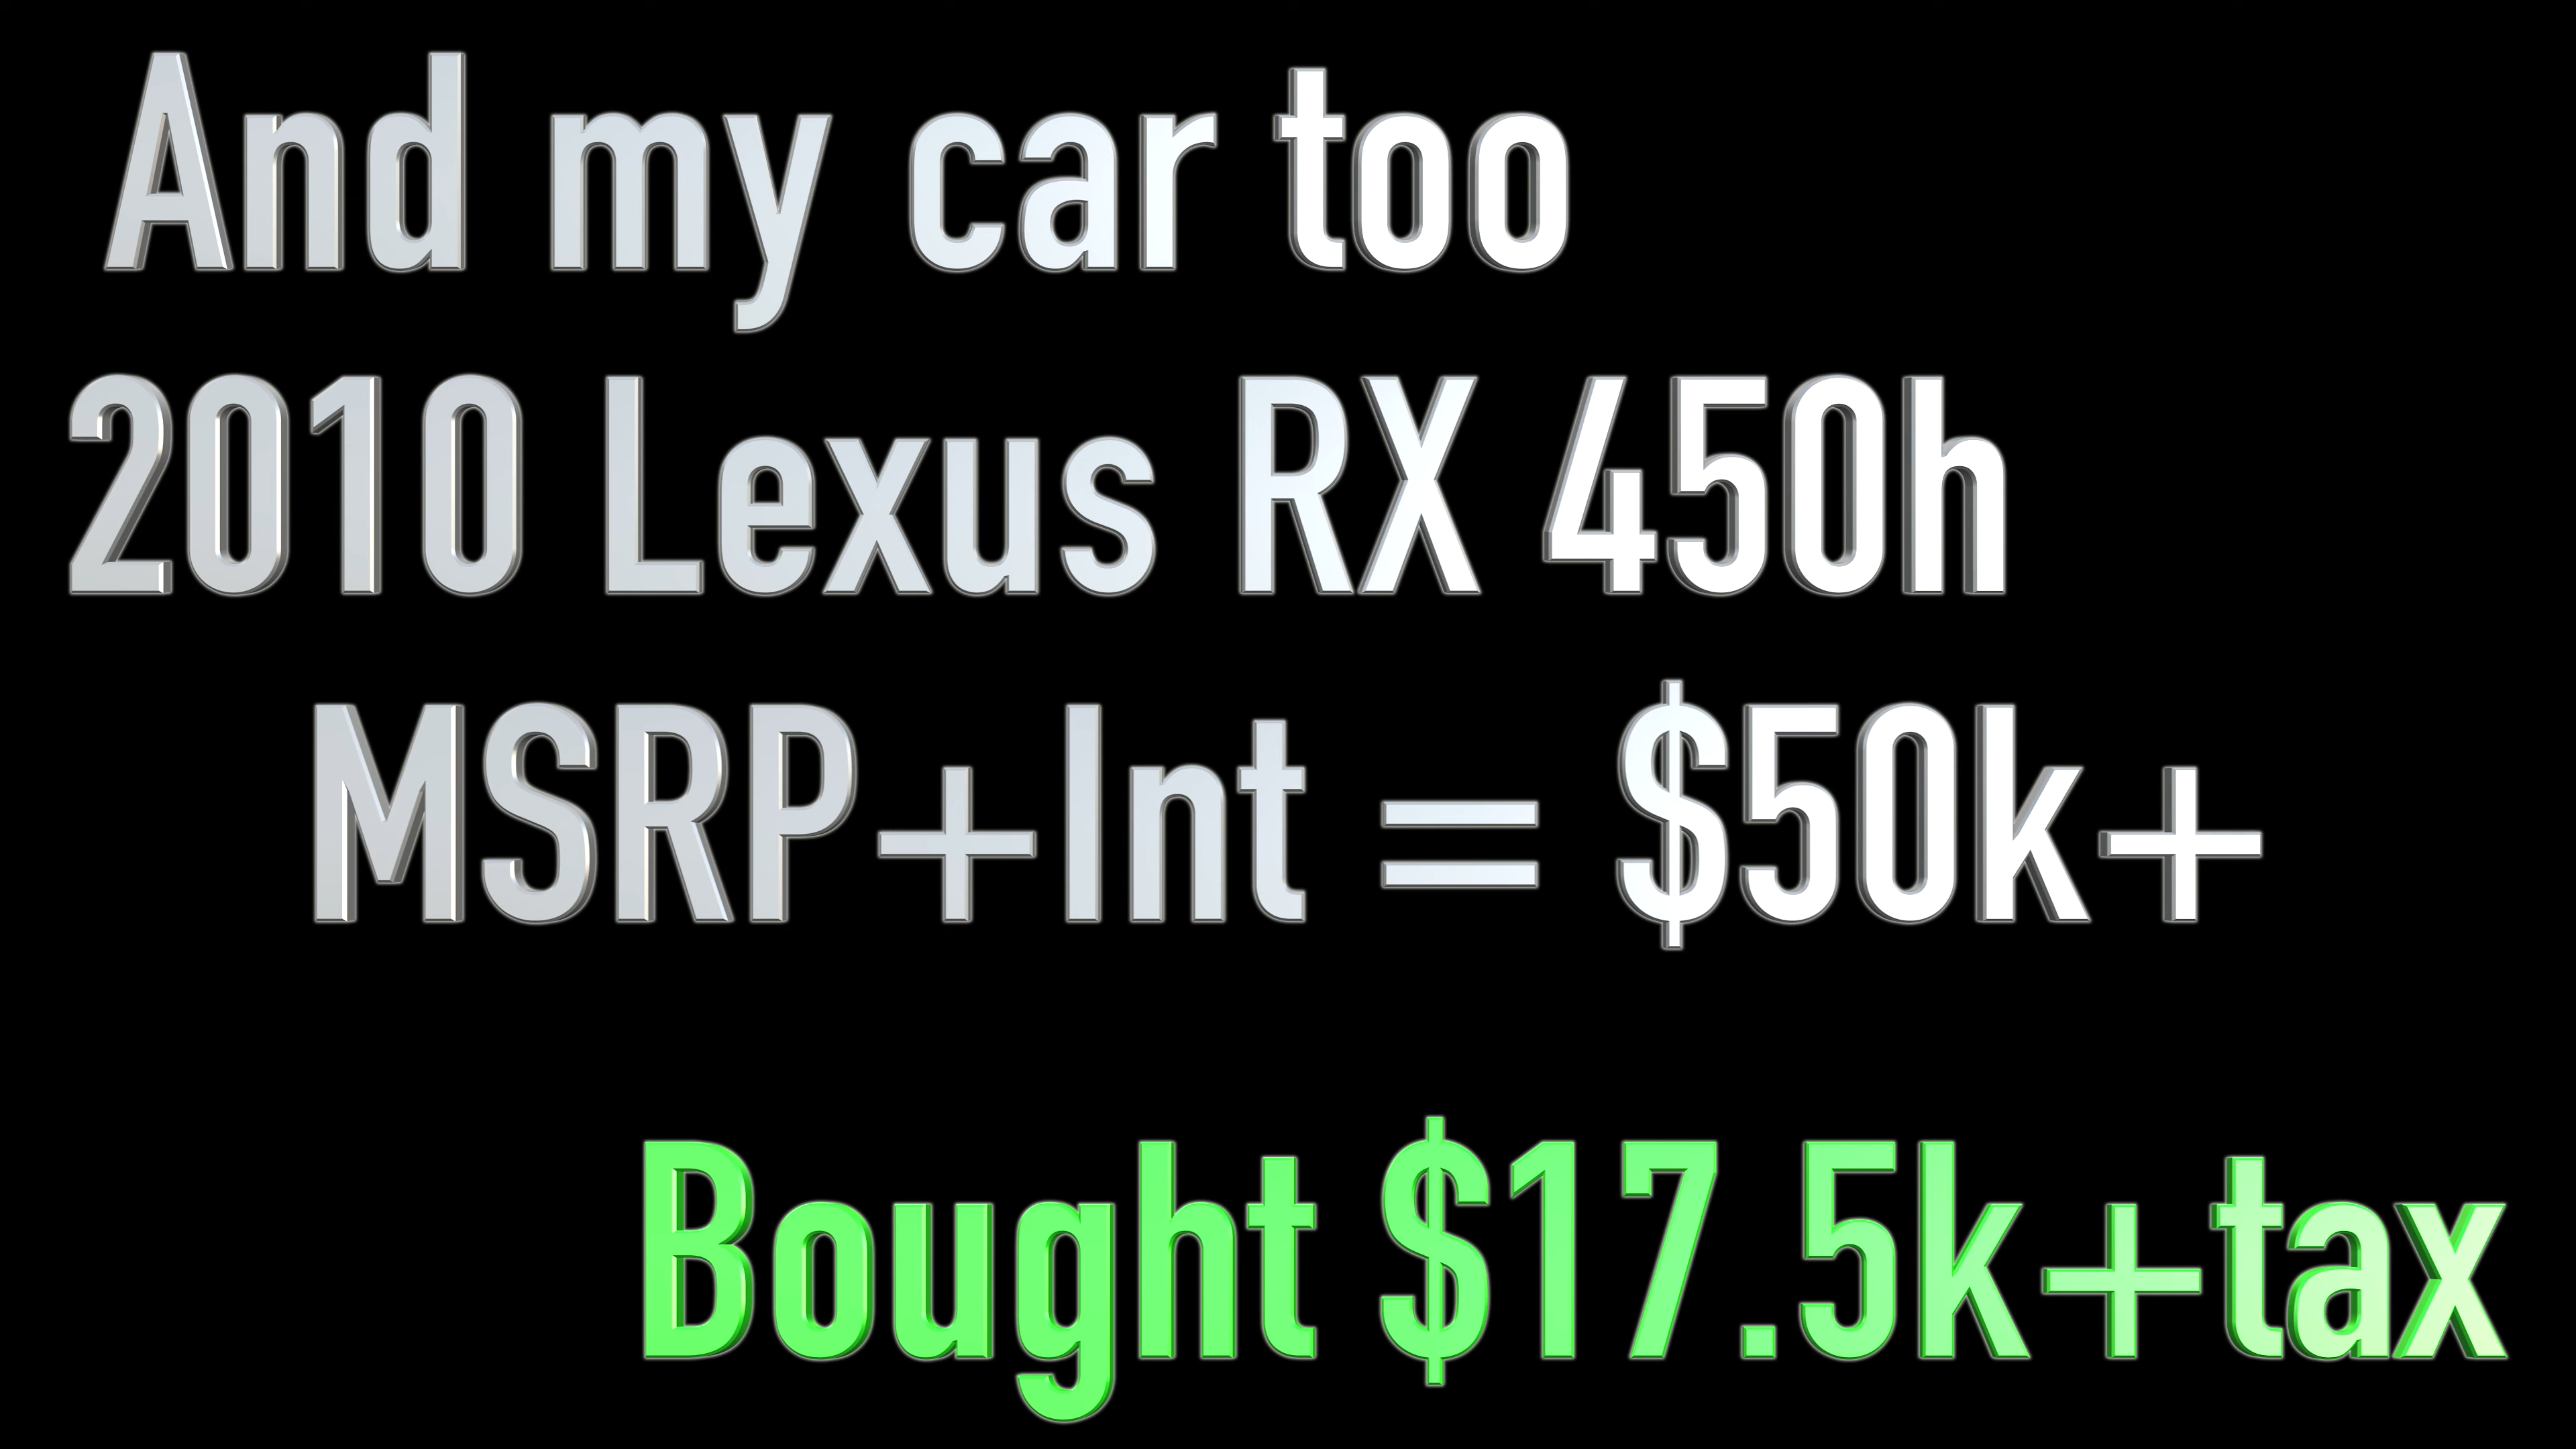 And my car too
2010 Lexus RX 450h
MSRP+Int = $50k+
Bought $17.5k+tax